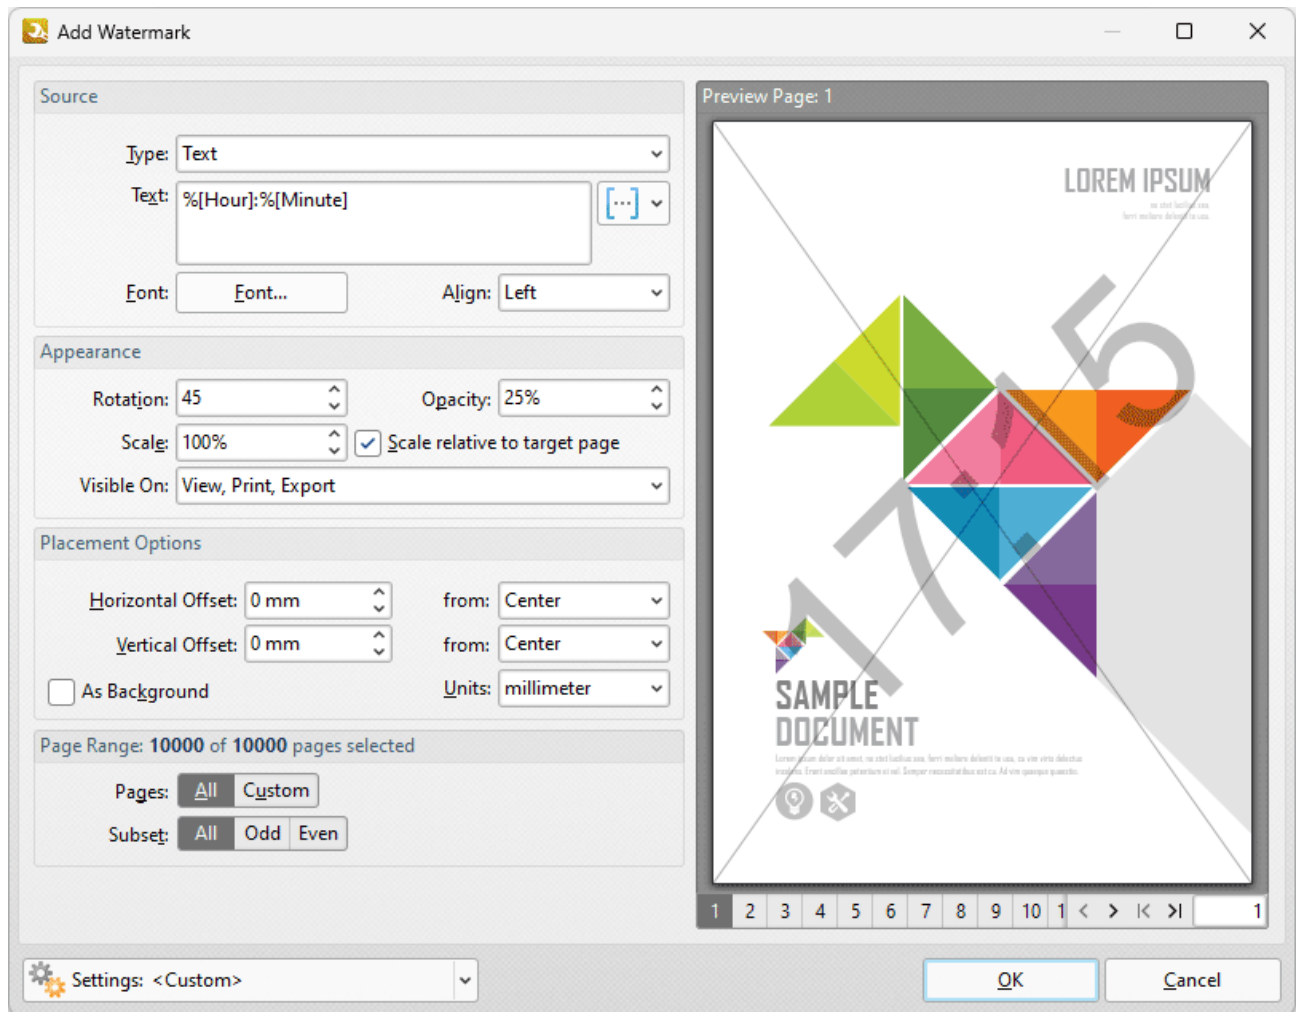 Add Watermark
Source
Type: Text
Text: %[Hour]:%[Minute]
Font: Font... Align: Left
Appearance
Rotation: 45 Opacity: 25%
Scale: 100% Scale relative to target page
Visible On: View, Print, Export
Placement Options
Horizontal Offset: 0 mm from: Center
Vertical Offset: 0 mm from: Center
As Background Units: millimeter
Page Range: 10000 of 10000 pages selected
Pages: All Custom
Subset: All Odd Even
Preview Page: 1
LOREM IPSUM
17:15
SAMPLE
DOCUMENT
1 2 3 4 5 6 7 8 9 10 1 1
Settings: <Custom>
OK Cancel